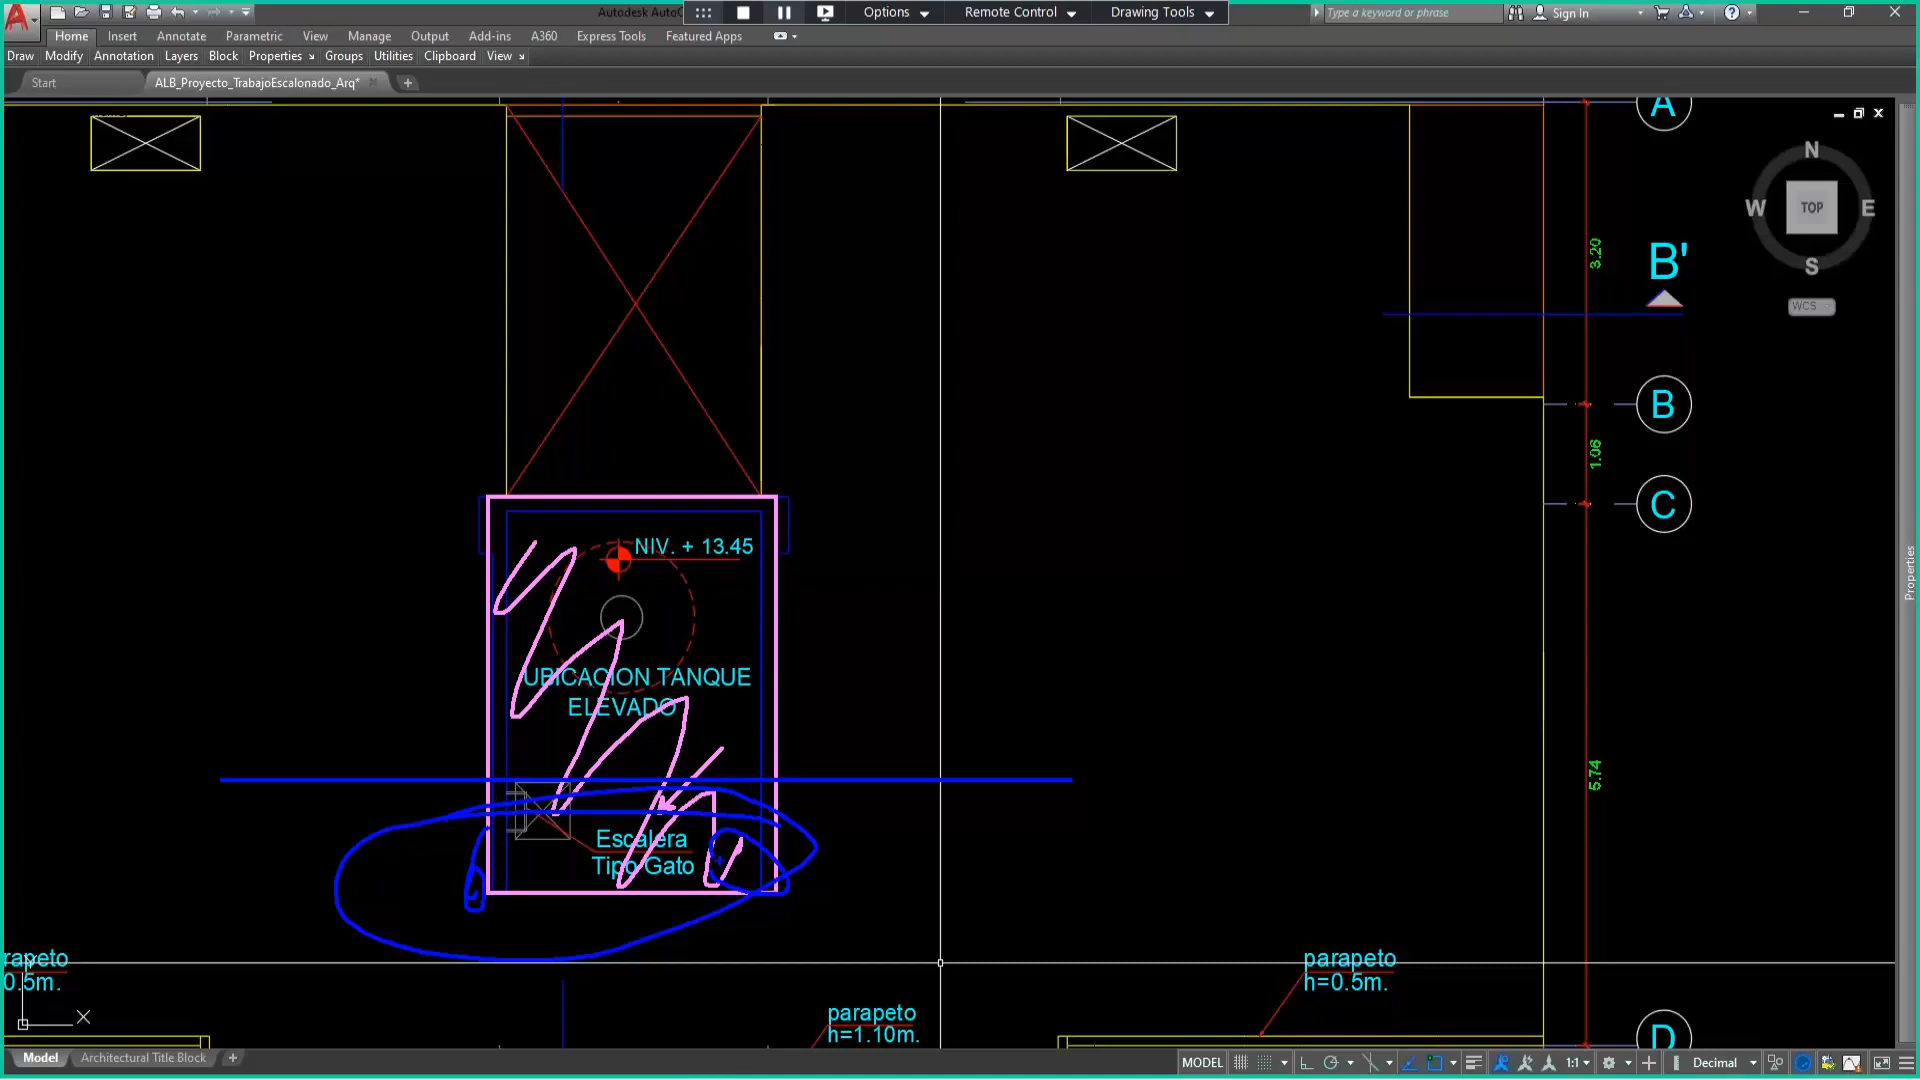 Autodesk AutoC
Options
Remote Control
Drawing Tools
Type a keyword or phrase
Sign In
Home Insert Annotate Parametric View Manage Output Add-ins A360 Express Tools Featured Apps
Draw Modify Annotation Layers Block Properties Groups Utilities Clipboard View
Start
ALB_Proyecto_TrabajoEscalonado_Arq*
A
N
W
TOP
E
S
WCS
3.20
B'
B
1.06
C
Properties
NIV. + 13.45
UBICACION TANQUE
ELEVADO
5.74
Escalera
Tipo Gato
rapeto
0.5m.
Y
X
parapeto
h=0.5m.
parapeto
h=1.10m.
D
Model
Architectural Title Block
MODEL
1:1
Decimal